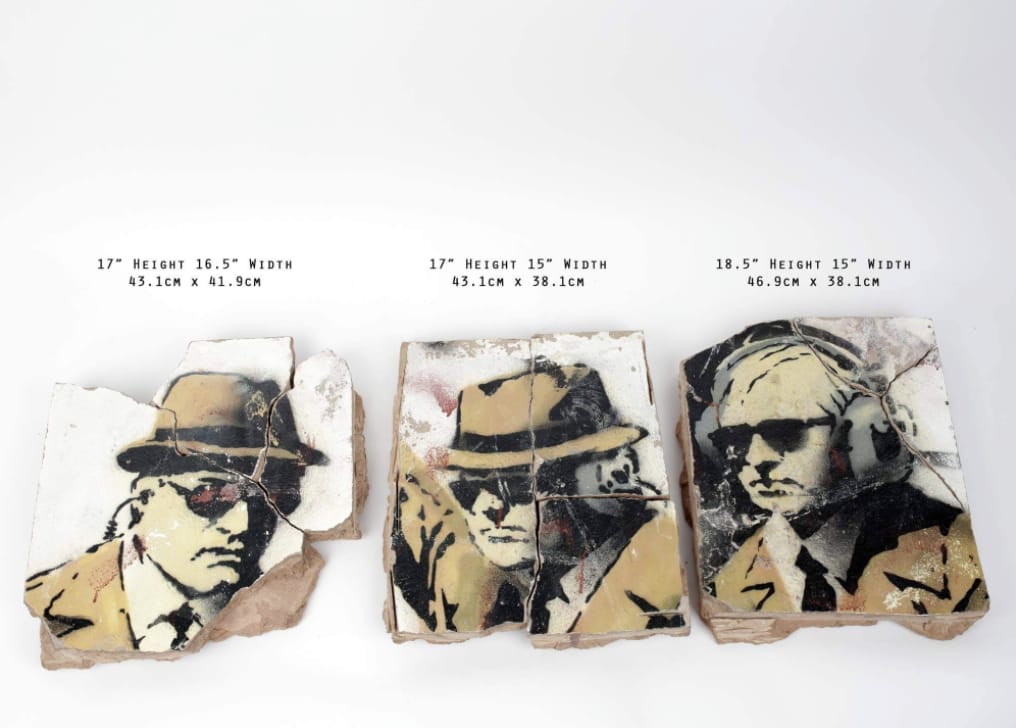 17" Height 16.5" Width
43.1cm x 41.9cm
17" Height 15" Width
43.1cm x 38.1cm
18.5" Height 15" Width
46.9cm x 38.1cm